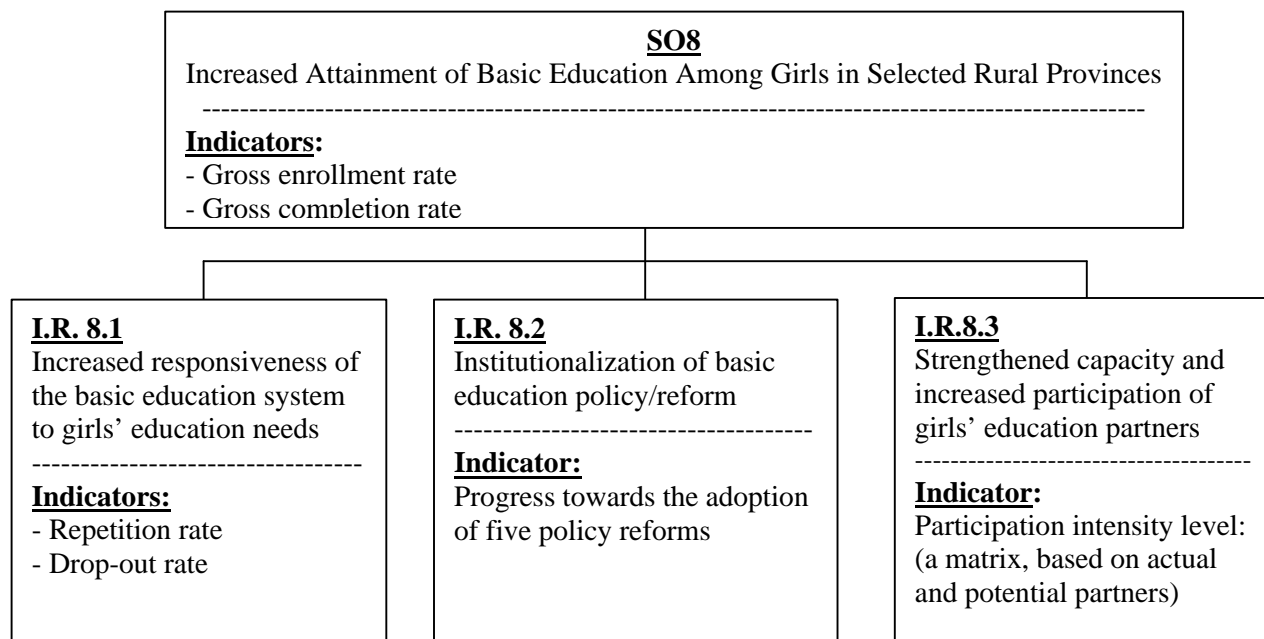 SO8
Increased Attainment of Basic Education Among Girls in Selected Rural Provinces
Indicators:
- Gross enrollment rate
- Gross completion rate
I.R. 8.1
Increased responsiveness of
the basic education system
to girls’ education needs
Indicators:
- Repetition rate
- Drop-out rate
I.R. 8.2
Institutionalization of basic
education policy/reform
Indicator:
Progress towards the adoption
of five policy reforms
I.R.8.3
Strengthened capacity and
increased participation of
girls’ education partners
Indicator:
Participation intensity level:
(a matrix, based on actual
and potential partners)